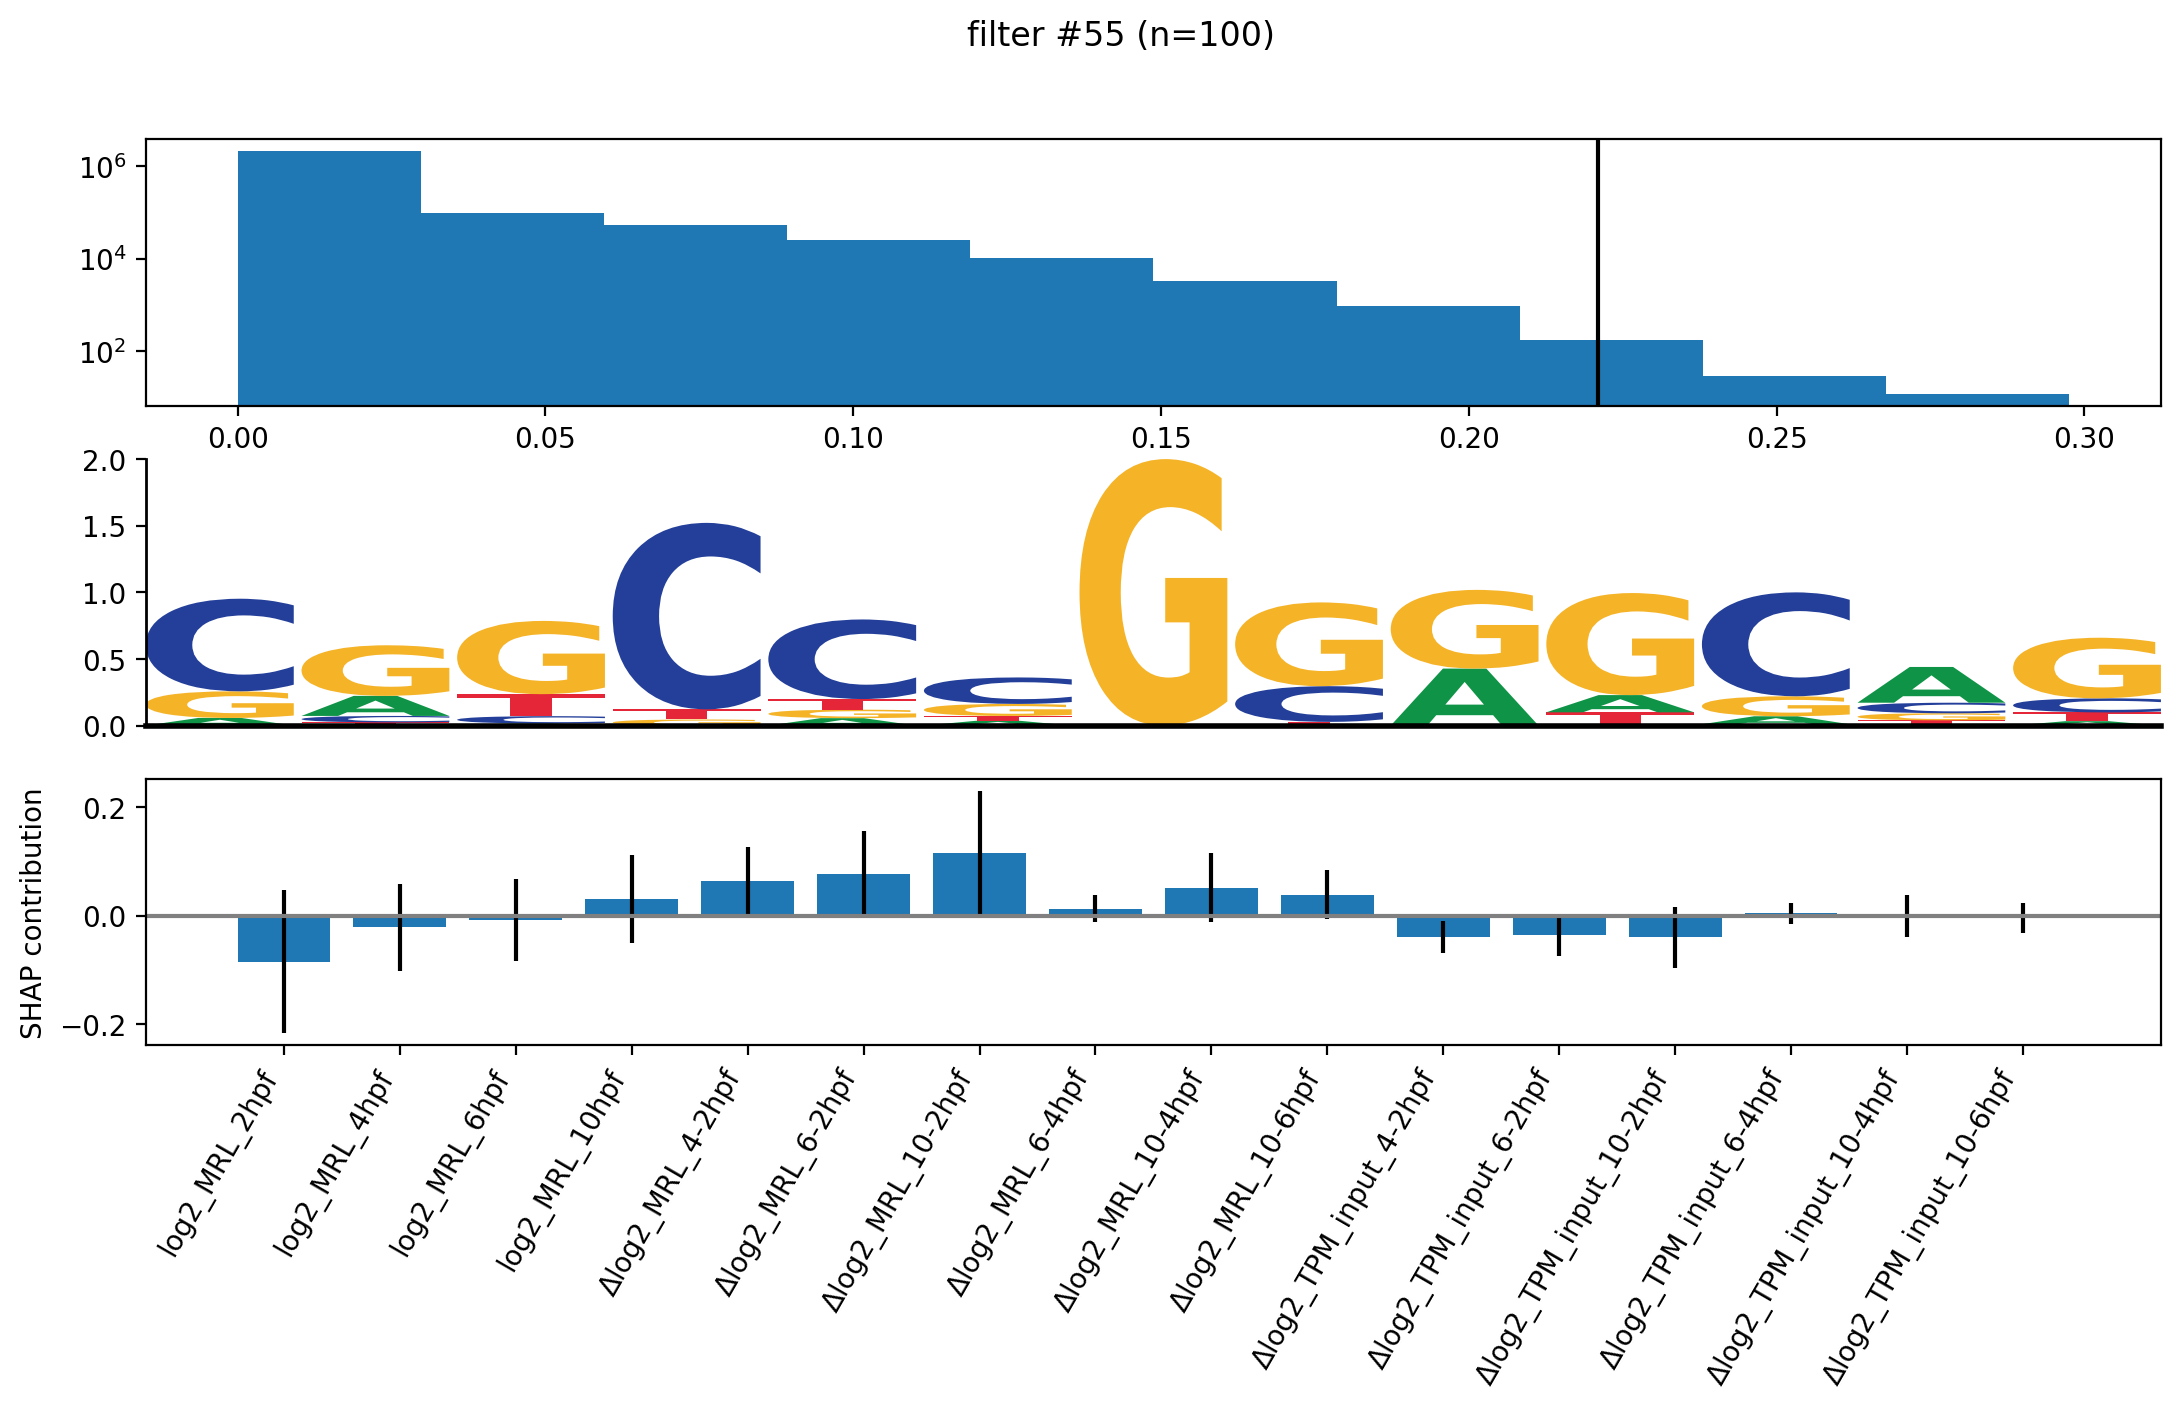 filter #55 (n=100)
10^6
10^4
10^2
0.00 0.05 0.10 0.15 0.20 0.25 0.30
2.0
1.5
1.0
0.5
0.0
C G G C C C G G G G C A G
G A T T T G C A A G C C
A C C G G T T T A G T
T A A T A
SHAP contribution
0.2
0.0
−0.2
log2_MRL_2hpf
log2_MRL_4hpf
log2_MRL_6hpf
log2_MRL_10hpf
Δlog2_MRL_4-2hpf
Δlog2_MRL_6-2hpf
Δlog2_MRL_10-2hpf
Δlog2_MRL_6-4hpf
Δlog2_MRL_10-4hpf
Δlog2_MRL_10-6hpf
Δlog2_TPM_input_4-2hpf
Δlog2_TPM_input_6-2hpf
Δlog2_TPM_input_10-2hpf
Δlog2_TPM_input_6-4hpf
Δlog2_TPM_input_10-4hpf
Δlog2_TPM_input_10-6hpf